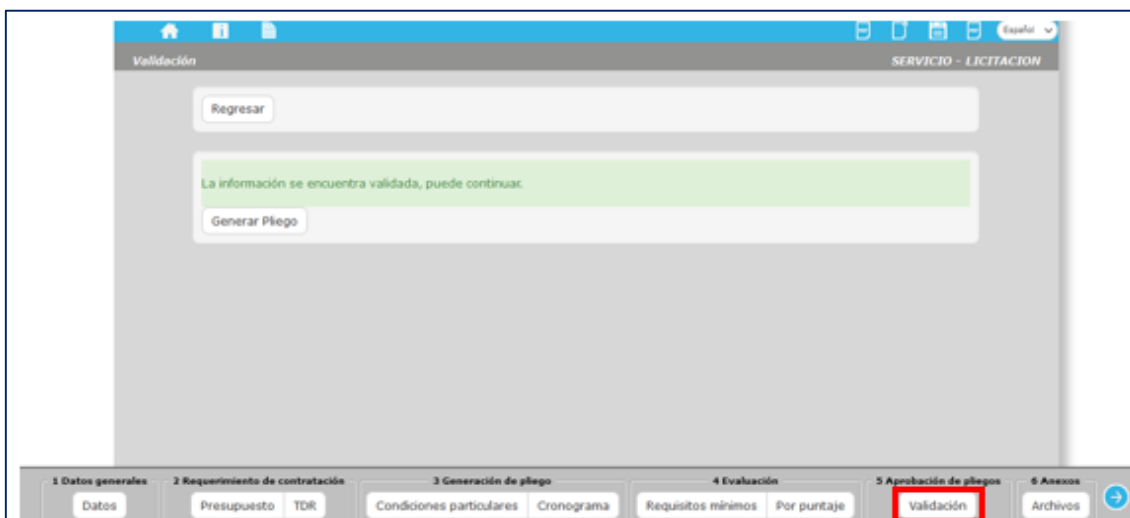 Español
Validación SERVICIO - LICITACION
Regresar
La información se encuentra validada, puede continuar.
Generar Pliego
1 Datos generales 2 Requerimiento de contratación 3 Generación de pliego 4 Evaluación 5 Aprobación de pliegos 6 Anexos
Datos Presupuesto TDR Condiciones particulares Cronograma Requisitos mínimos Por puntaje Validación Archivos